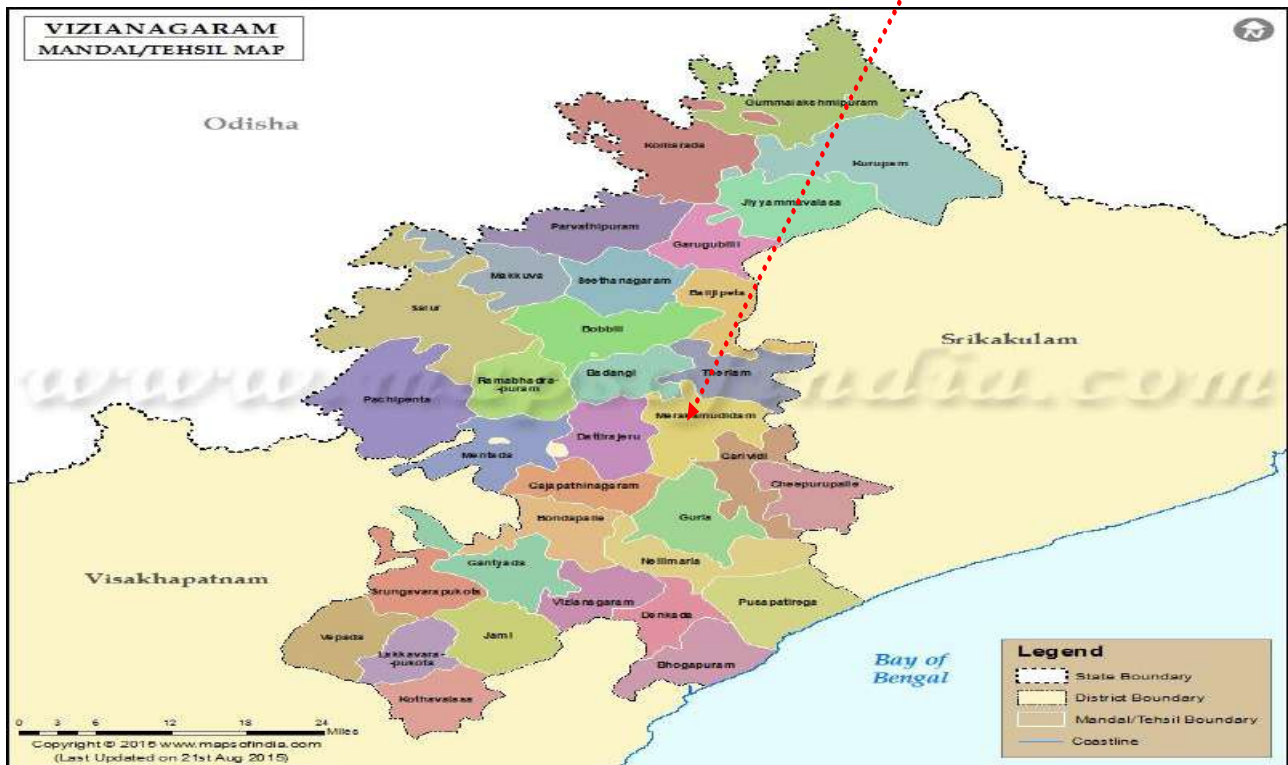 VIZIANAGARAM
MANDAL/TEHSIL MAP
N
Odisha
Gummalakshmipuram
Komarada
Kurupam
Jiyyammavalasa
Parvathipuram
Garugubilli
Makkuva
Seethanagaram
Balijipeta
Salur
Bobbili
Srikakulam
Badangi
Therlam
Ramabhadra-
-puram
www.mapsofindia.com
Pachipenta
Merakamudidam
Dattirajeru
Mentada
Garividi
Cheepurupalle
Gajapathinagaram
Bondapalle
Gurla
Nellimarla
Gantyada
Visakhapatnam
Srungavarapukota
Vizianagaram
Pusapatirega
Denkada
Vepada
Jami
Lakkavara-
-pukota
Bhogapuram
Kothavalasa
Bay of
Bengal
Legend
State Boundary
District Boundary
Mandal/Tehsil Boundary
Coastline
0 3 6 12 18 24
Miles
Copyright © 2015 www.mapsofindia.com
(Last Updated on 21st Aug 2015)